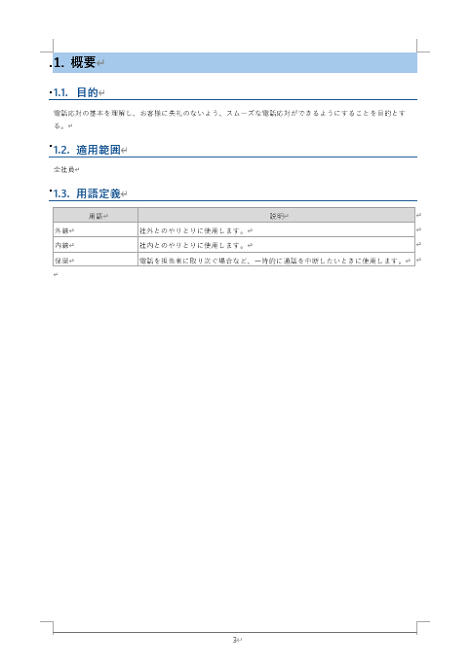 1. 概要
1.1. 目的
電話応対の基本を理解し、お客様に失礼のないよう、スムーズな電話応対ができるようにすることを目的とす
る。
1.2. 適用範囲
全社員
1.3. 用語定義
用語 説明
外線 社外とのやりとりに使用します。
内線 社内とのやりとりに使用します。
保留 電話を担当者に取り次ぐ場合など、一時的に通話を中断したいときに使用します。
3